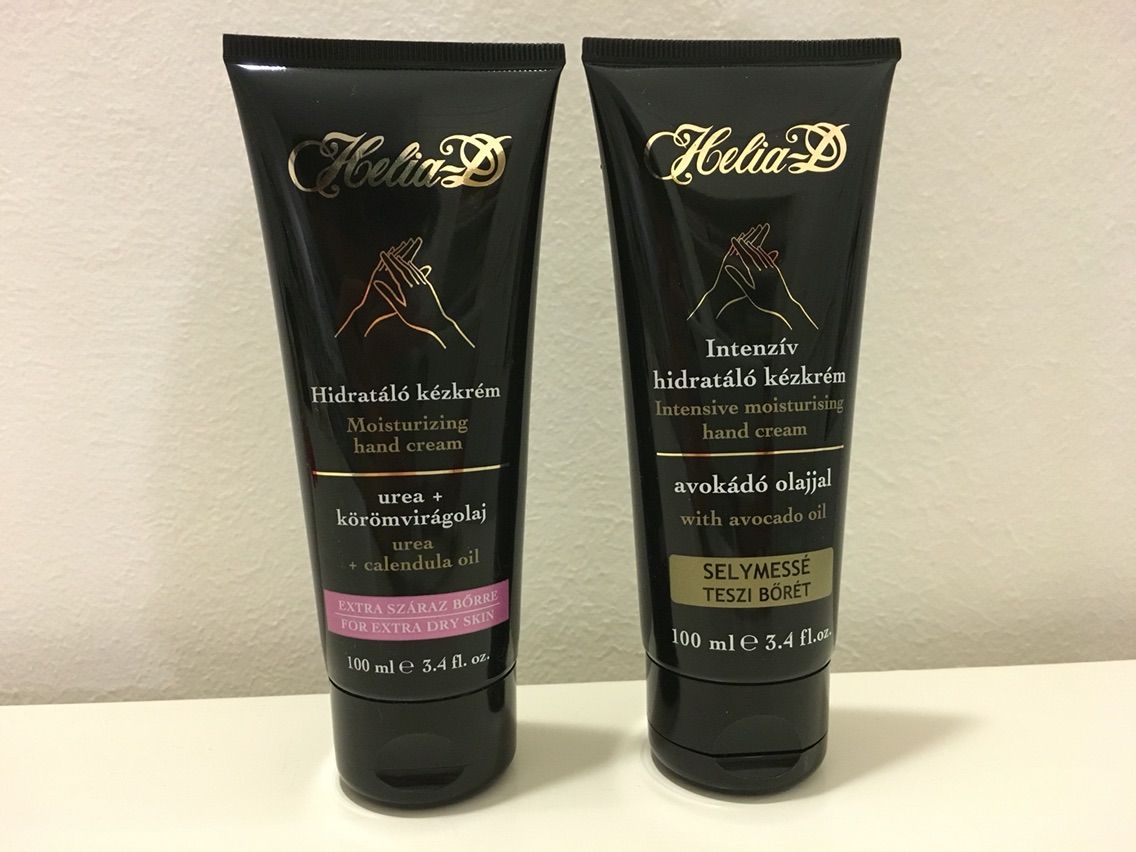 Helia-D
Hidratáló kézkrém
Moisturizing
hand cream
urea +
körömvirágolaj
urea
+ calendula oil
EXTRA SZÁRAZ BŐRRE
FOR EXTRA DRY SKIN
100 ml ℮ 3.4 fl. oz.
Helia-D
Intenzív
hidratáló kézkrém
Intensive moisturising
hand cream
avokádó olajjal
with avocado oil
SELYMESSÉ
TESZI BŐRÉT
100 ml ℮ 3.4 fl.oz.